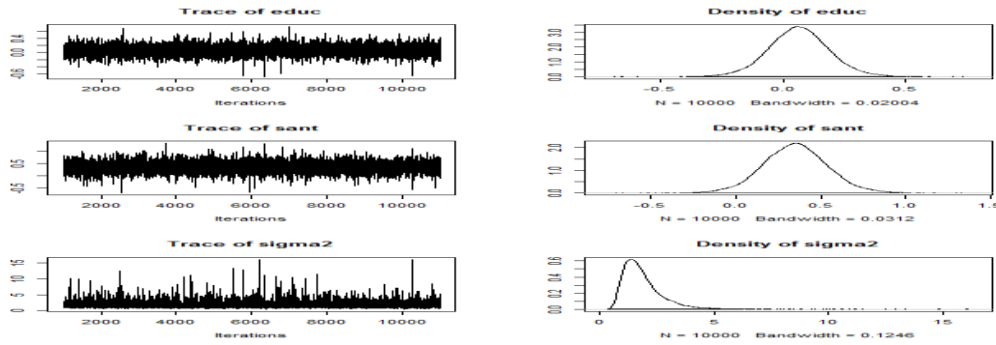 Trace of educ
-0.6 0.0 0.4
2000 4000 6000 8000 10000
Iterations
Density of educ
0.0 1.0 2.0 3.0
-0.5 0.0 0.5
N = 10000 Bandwidth = 0.02004
Trace of sant
-0.5 0.5
2000 4000 6000 8000 10000
Iterations
Density of sant
0.0 1.0 2.0
-0.5 0.0 0.5 1.0 1.5
N = 10000 Bandwidth = 0.0312
Trace of sigma2
0 5 10 15
2000 4000 6000 8000 10000
Iterations
Density of sigma2
0.0 0.2 0.4 0.6
0 5 10 15
N = 10000 Bandwidth = 0.1246